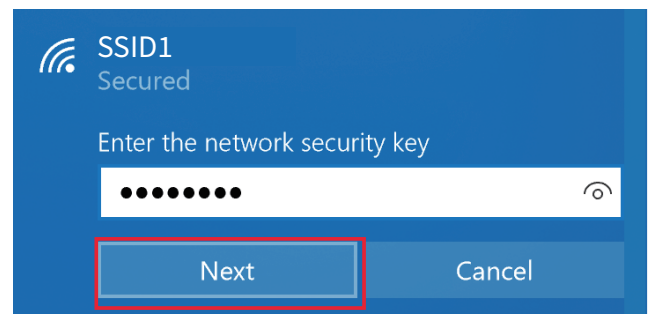 SSID1
Secured
Enter the network security key
●●●●●●●●
Next Cancel